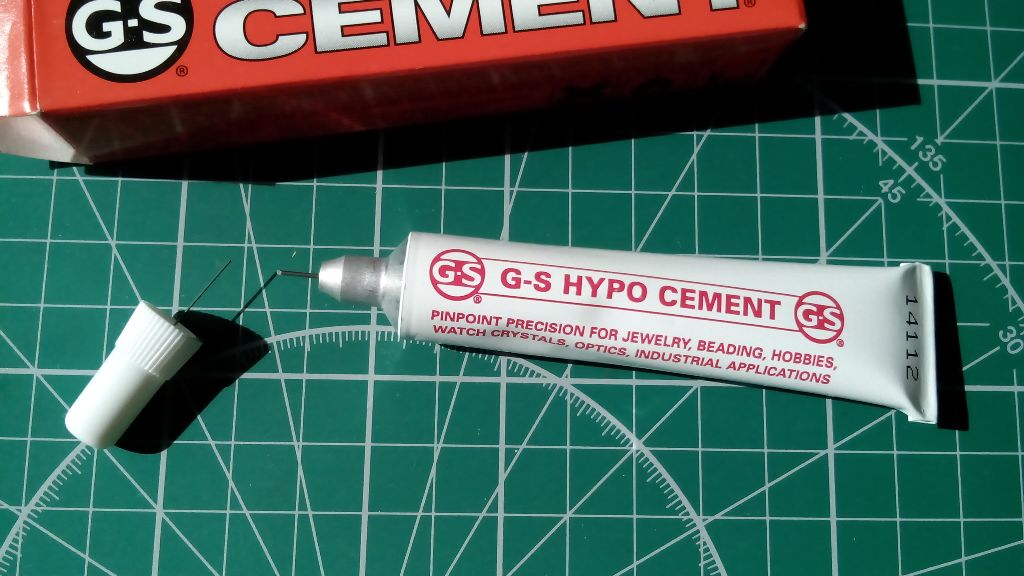 G-S CEMENT®
®
135
45
G-S G-S HYPO CEMENT G-S
® ®
PINPOINT PRECISION FOR JEWELRY, BEADING, HOBBIES,
WATCH CRYSTALS, OPTICS, INDUSTRIAL APPLICATIONS
14112
30